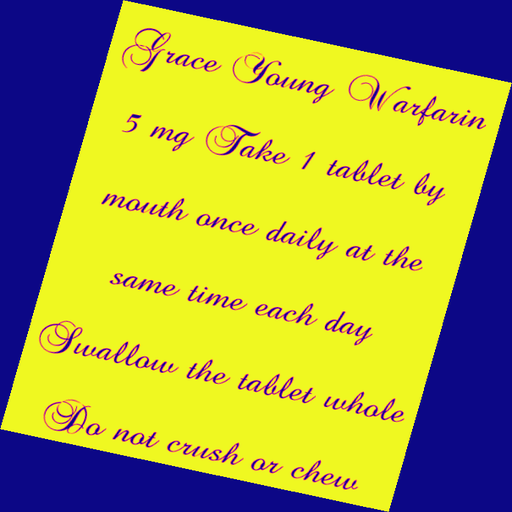 Grace Young Warfarin
5 mg Take 1 tablet by
mouth once daily at the
same time each day
Swallow the tablet whole
Do not crush or chew